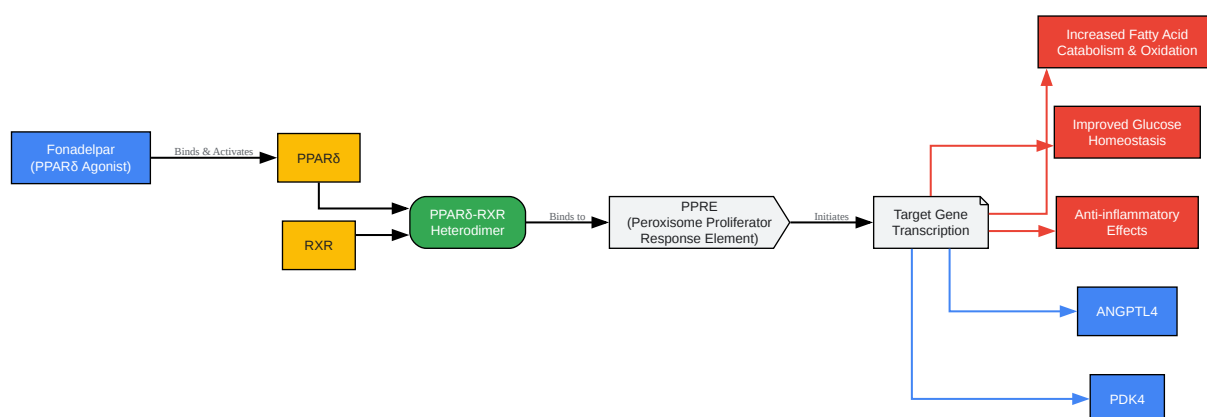 Fonadelpar
(PPARδ Agonist)
Binds & Activates
PPARδ
RXR
PPARδ-RXR
Heterodimer
Binds to
PPRE
(Peroxisome Proliferator
Response Element)
Initiates
Target Gene
Transcription
Increased Fatty Acid
Catabolism & Oxidation
Improved Glucose
Homeostasis
Anti-inflammatory
Effects
ANGPTL4
PDK4